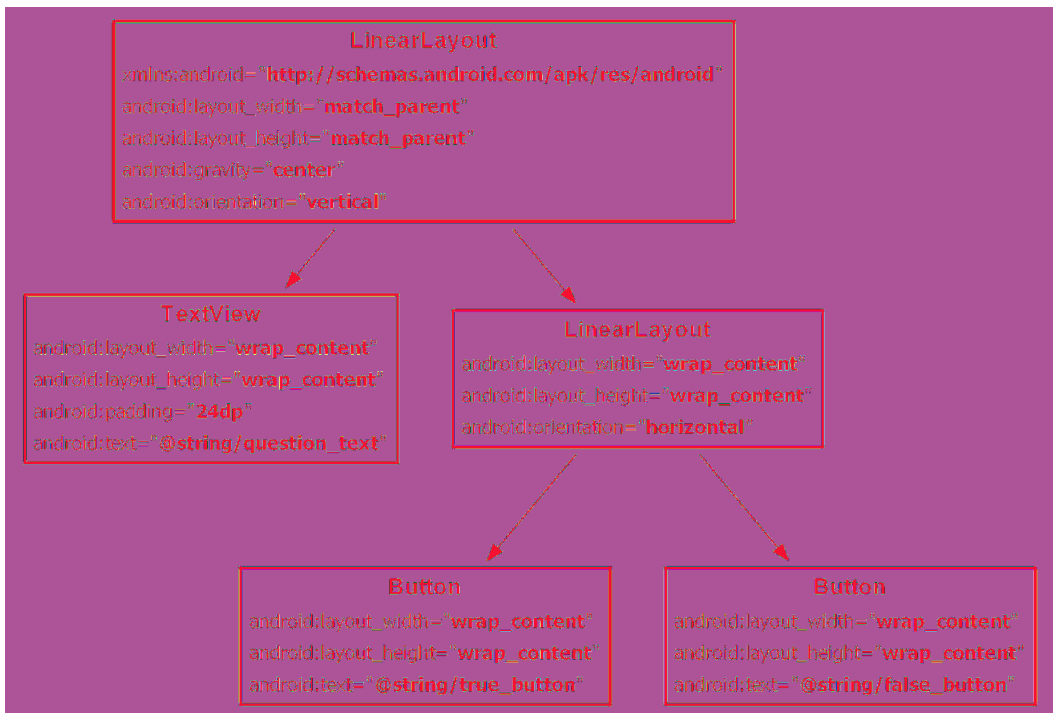 LinearLayout
xmlns:android="http://schemas.android.com/apk/res/android"
android:layout_width="match_parent"
android:layout_height="match_parent"
android:gravity="center"
android:orientation="vertical"
TextView
android:layout_width="wrap_content"
android:layout_height="wrap_content"
android:padding="24dp"
android:text="@string/question_text"
LinearLayout
android:layout_width="wrap_content"
android:layout_height="wrap_content"
android:orientation="horizontal"
Button
android:layout_width="wrap_content"
android:layout_height="wrap_content"
android:text="@string/true_button"
Button
android:layout_width="wrap_content"
android:layout_height="wrap_content"
android:text="@string/false_button"